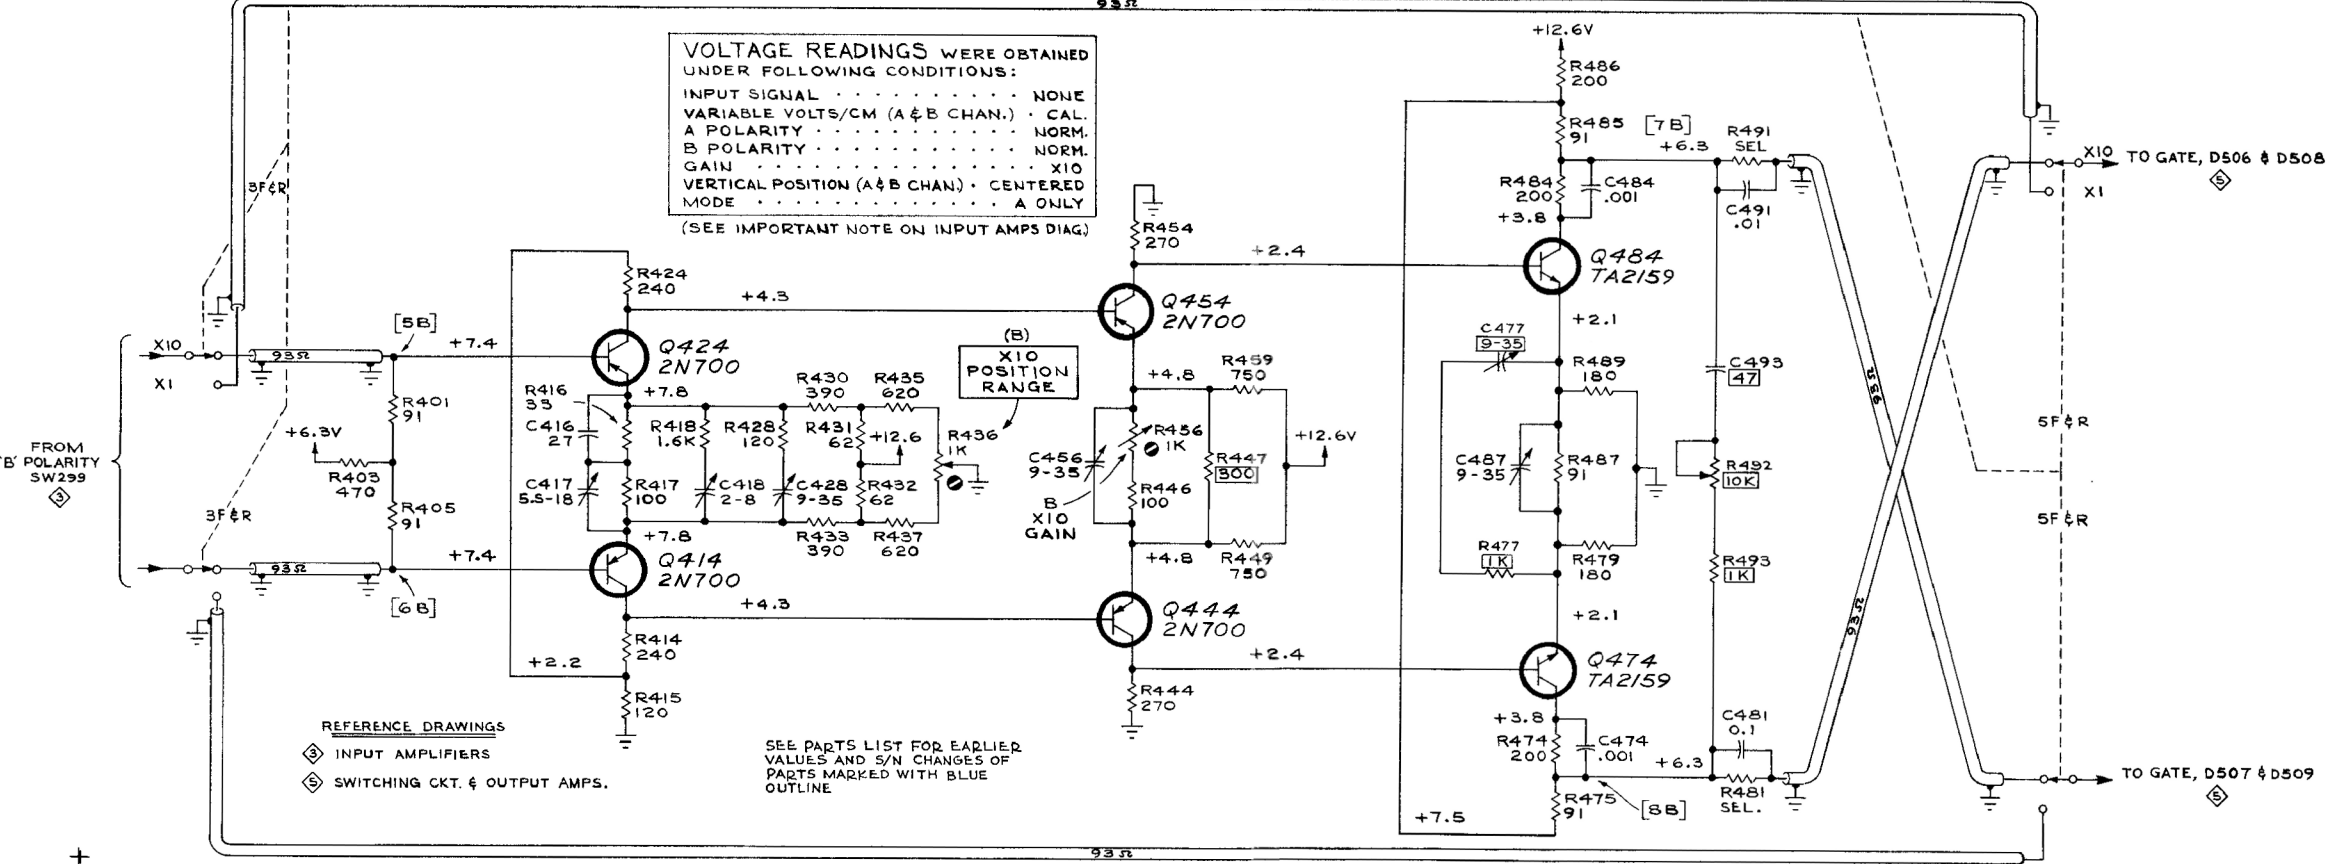 93Ω
VOLTAGE READINGS WERE OBTAINED
UNDER FOLLOWING CONDITIONS:
INPUT SIGNAL · · · · · · · · · · NONE
VARIABLE VOLTS/CM (A & B CHAN.) · CAL.
A POLARITY · · · · · · · · · · · NORM.
B POLARITY · · · · · · · · · · · NORM.
GAIN · · · · · · · · · · · · · · X10
VERTICAL POSITION (A & B CHAN.) · CENTERED
MODE · · · · · · · · · · · · · A ONLY
(SEE IMPORTANT NOTE ON INPUT AMPS DIAG.)
+12.6V
R486
200
R485
91
[7B]
+6.3
R491
SEL
X10
TO GATE, D506 & D508
5
X1
3F&R
R484
200
C484
.001
C491
.01
+3.8
R454
270
+2.4
Q484
TA2159
R424
240
+4.3
Q454
2N700
+2.1
[5B]
X10
93Ω
+7.4
Q424
2N700
(B)
X10
POSITION
RANGE
C477
9-35
X1
R459
750
R489
180
C493
47
93Ω
R416
33
+7.8
R430
390
R435
620
+4.8
R401
91
C416
27
R418
1.6K
R428
120
R431
62
+12.6
R436
1K
R456
1K
+12.6V
5F&R
+6.3V
FROM
'B' POLARITY
SW299
3
R403
470
C456
9-35
R447
300
C487
9-35
R487
91
R492
10K
C417
5.5-18
R417
100
C418
2-8
C428
9-35
R432
62
R446
100
B
X10
GAIN
R405
91
3F&R
5F&R
R433
390
R437
620
+7.8
+4.8
R449
750
R477
1K
R479
180
R493
1K
93Ω
+7.4
Q414
2N700
[6B]
+4.3
Q444
2N700
+2.1
93Ω
R414
240
+2.2
+2.4
Q474
TA2159
R415
120
R444
270
+3.8
C481
0.1
REFERENCE DRAWINGS
3 INPUT AMPLIFIERS
5 SWITCHING CKT. & OUTPUT AMPS.
SEE PARTS LIST FOR EARLIER
VALUES AND S/N CHANGES OF
PARTS MARKED WITH BLUE
OUTLINE
R474
200
C474
.001
+6.3
R481
SEL.
TO GATE, D507 & D509
5
R475
91
[8B]
+7.5
93Ω